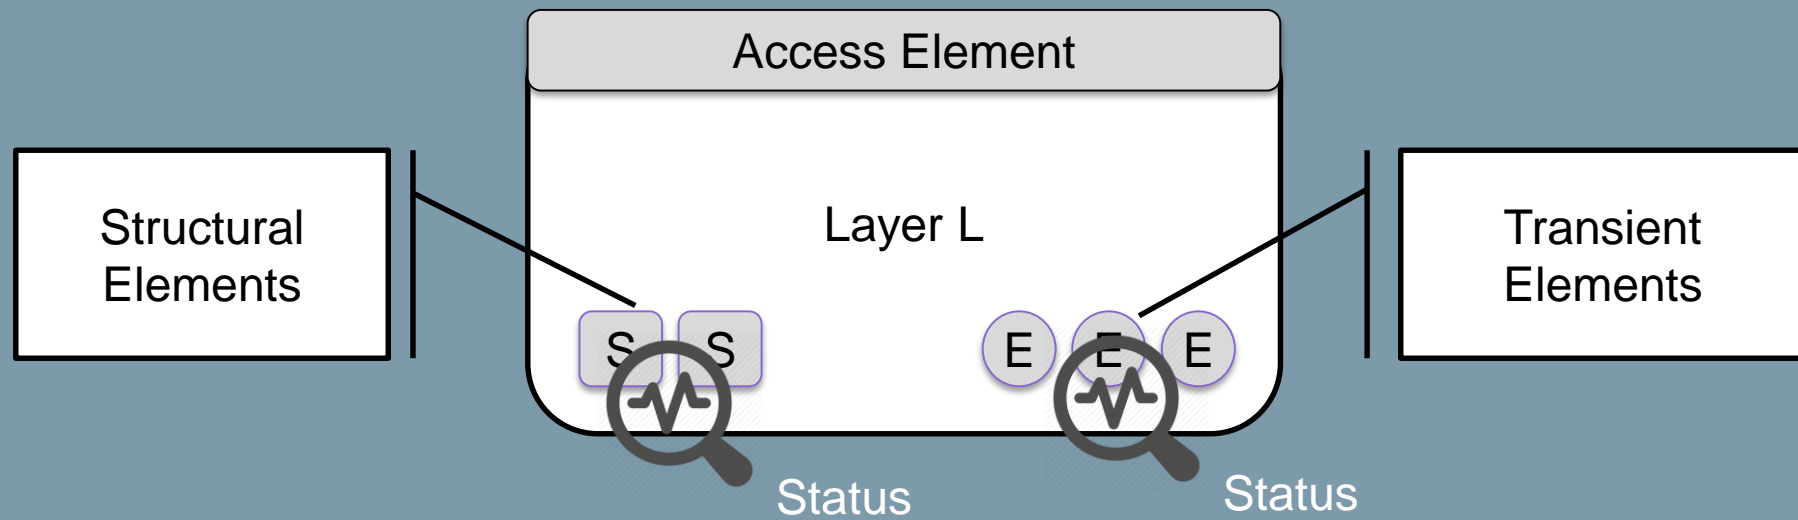 Access Element
Structural
Elements
Layer L
Transient
Elements
S S E E E
Status
Status